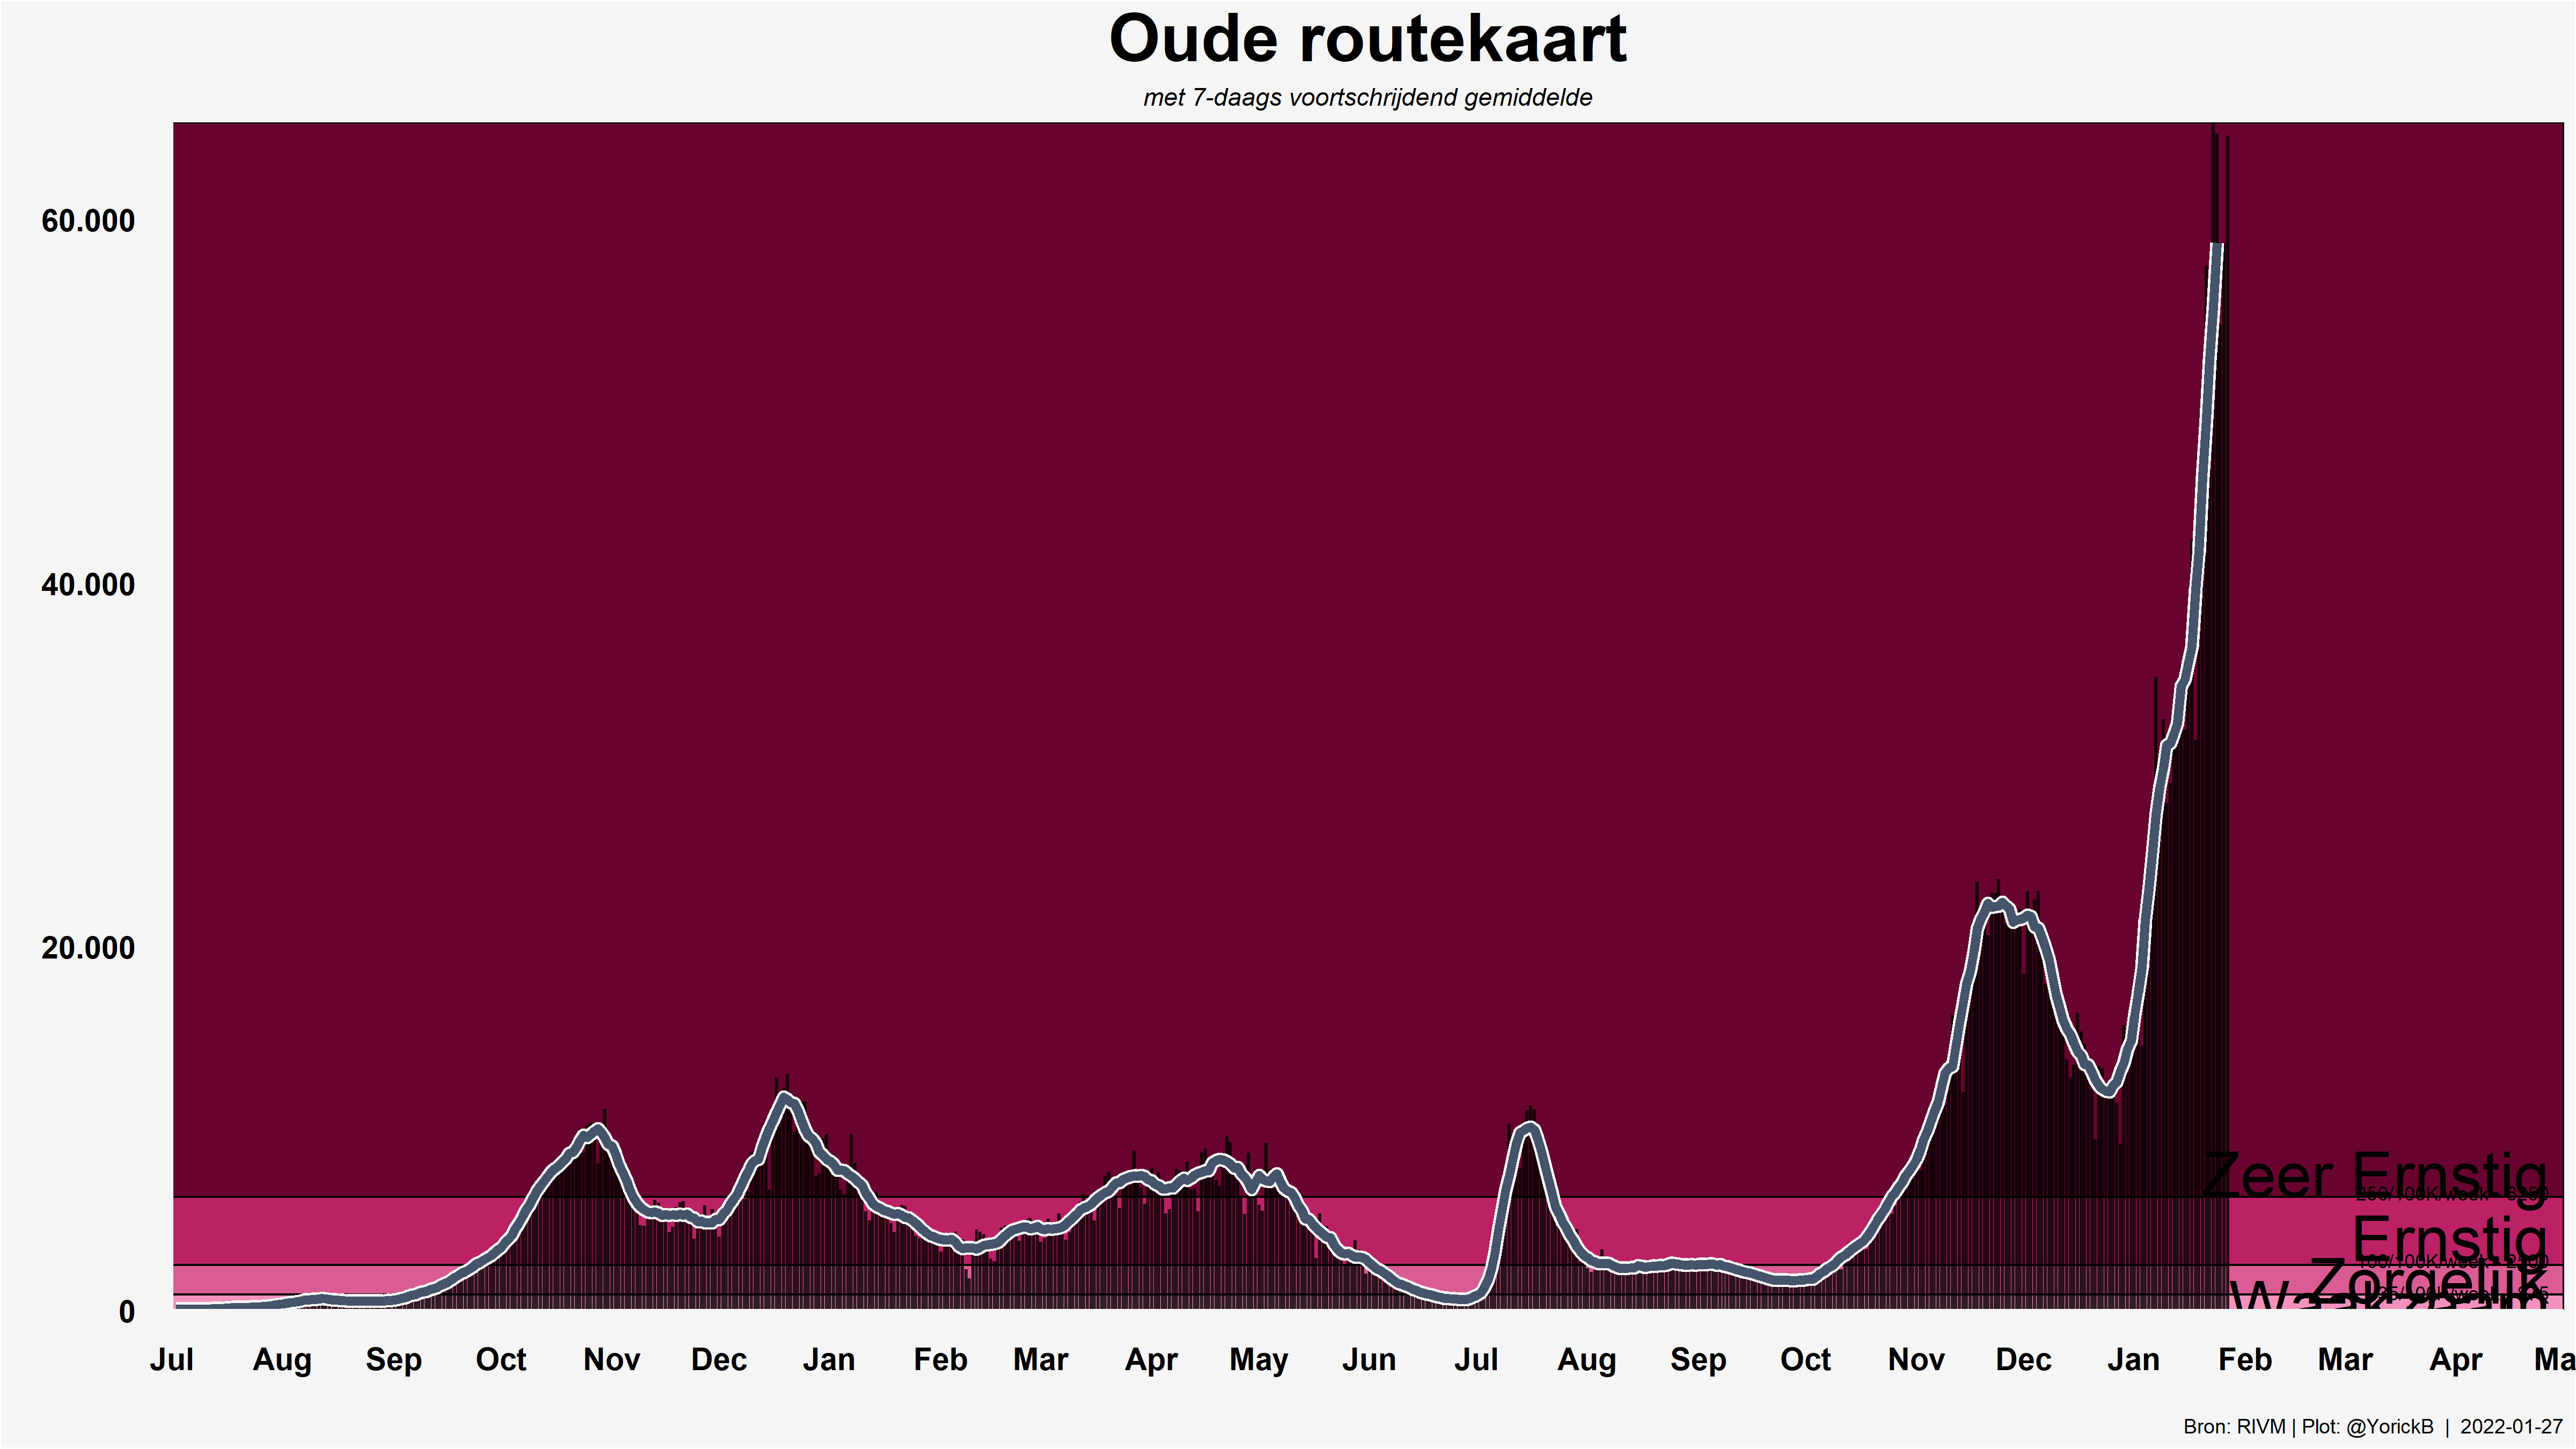 Oude routekaart
met 7-daags voortschrijdend gemiddelde
60.000
40.000
20.000
0
Zeer Ernstig
Ernstig
Zorgelijk
Waakzaam
Jul Aug Sep Oct Nov Dec Jan Feb Mar Apr May Jun Jul Aug Sep Oct Nov Dec Jan Feb Mar Apr Ma
Bron: RIVM | Plot: @YorickB | 2022-01-27